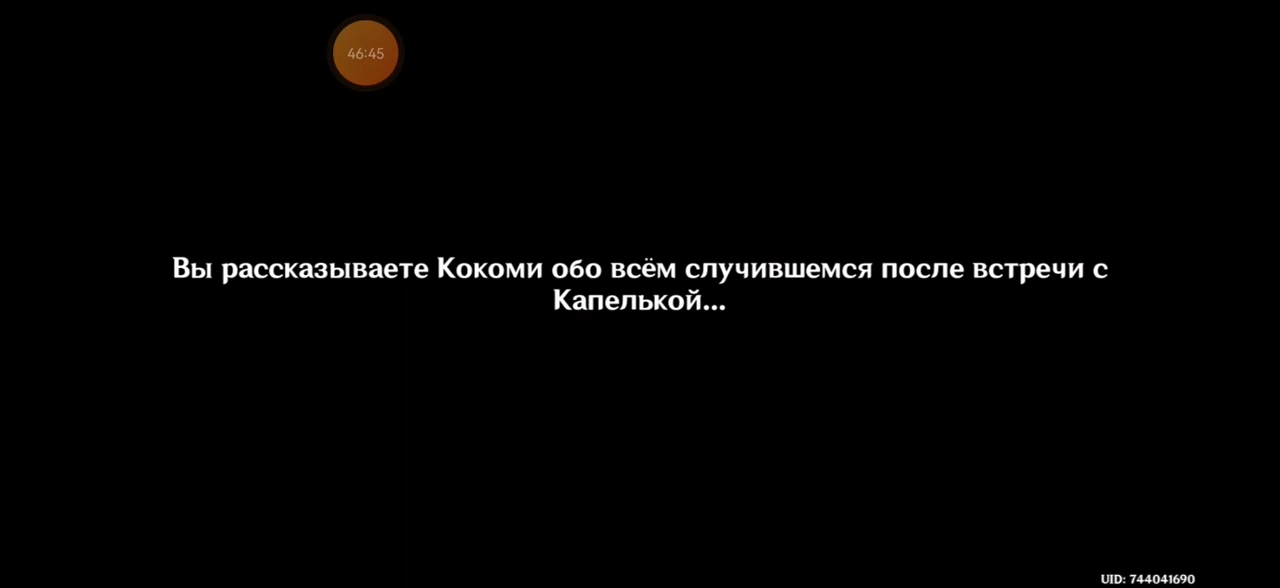 46:45
Вы рассказываете Кокоми обо всём случившемся после встречи с
Капелькой...
UID: 744041690